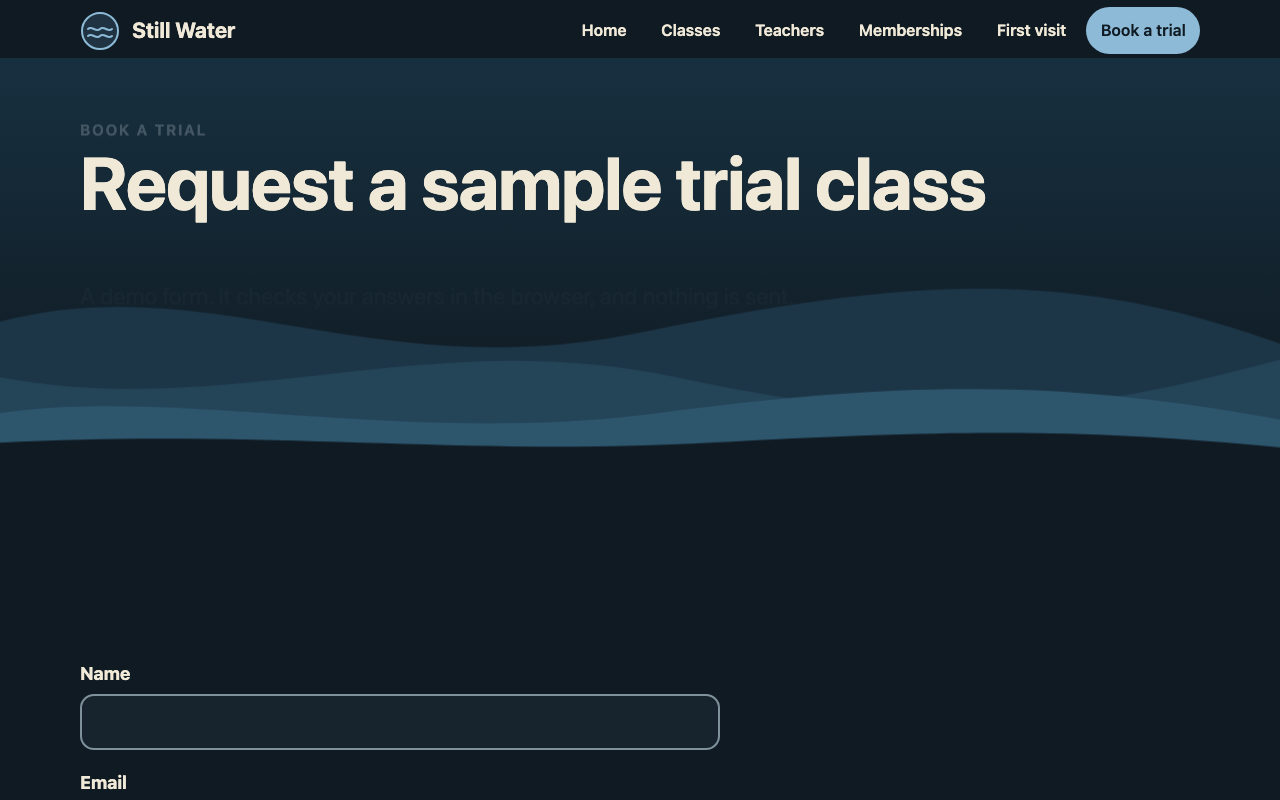 Still Water
Home
Classes
Teachers
Memberships
First visit
Book a trial
BOOK A TRIAL
Request a sample trial class
A demo form. It checks your answers in the browser, and nothing is sent.
Name
Email